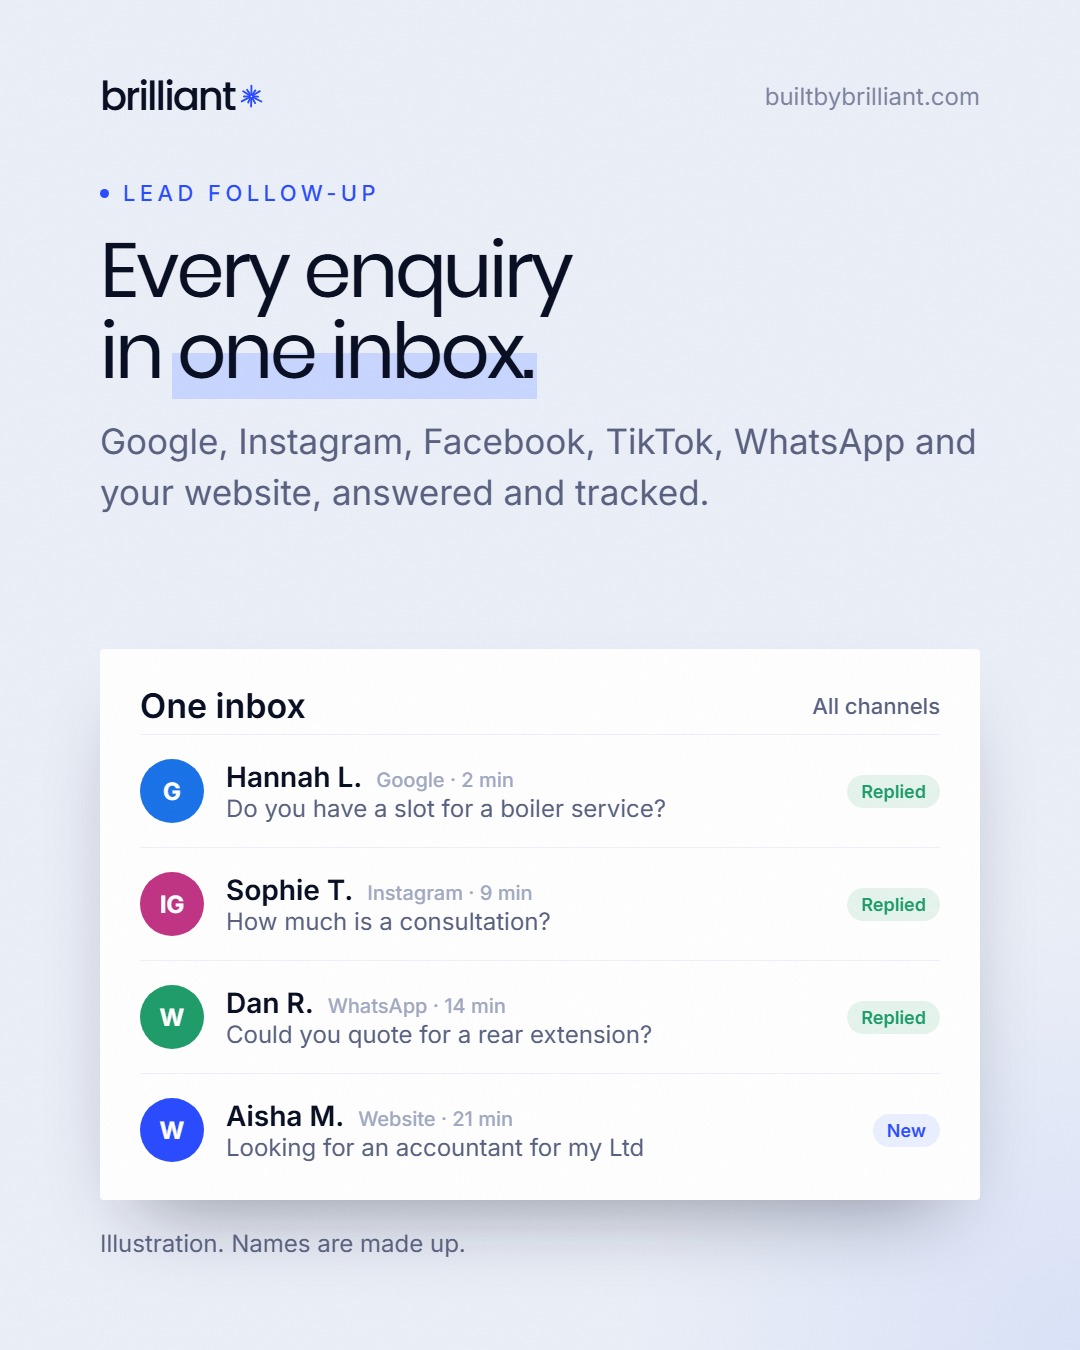 brilliant
builtbybrilliant.com
LEAD FOLLOW-UP
Every enquiry
in one inbox.
Google, Instagram, Facebook, TikTok, WhatsApp and
your website, answered and tracked.
One inbox
All channels
G
Hannah L. Google · 2 min
Do you have a slot for a boiler service?
Replied
IG
Sophie T. Instagram · 9 min
How much is a consultation?
Replied
W
Dan R. WhatsApp · 14 min
Could you quote for a rear extension?
Replied
W
Aisha M. Website · 21 min
Looking for an accountant for my Ltd
New
Illustration. Names are made up.